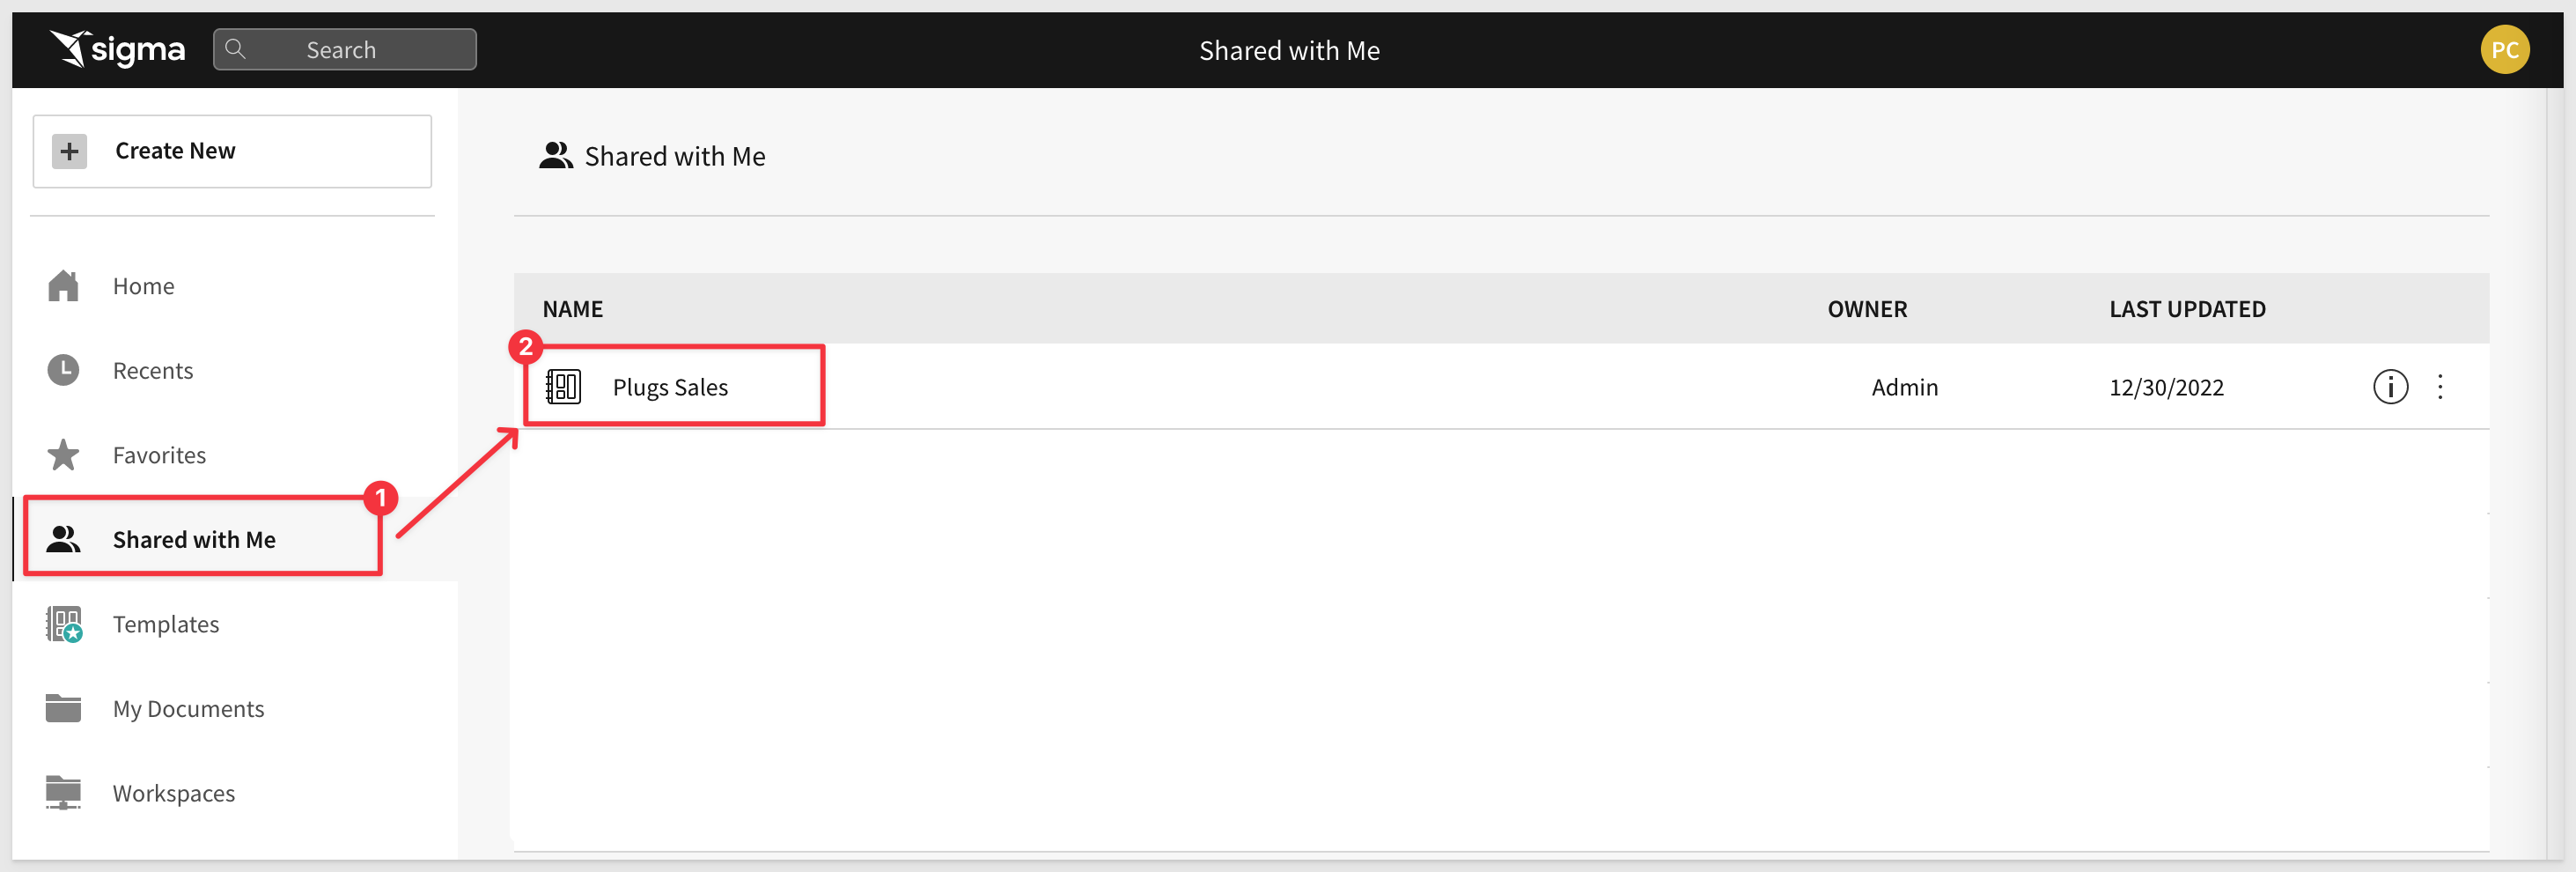 sigma
Search
Shared with Me
PC
Create New
Home
Recents
Favorites
1
Shared with Me
Templates
My Documents
Workspaces
Shared with Me
NAME OWNER LAST UPDATED
2
Plugs Sales Admin 12/30/2022